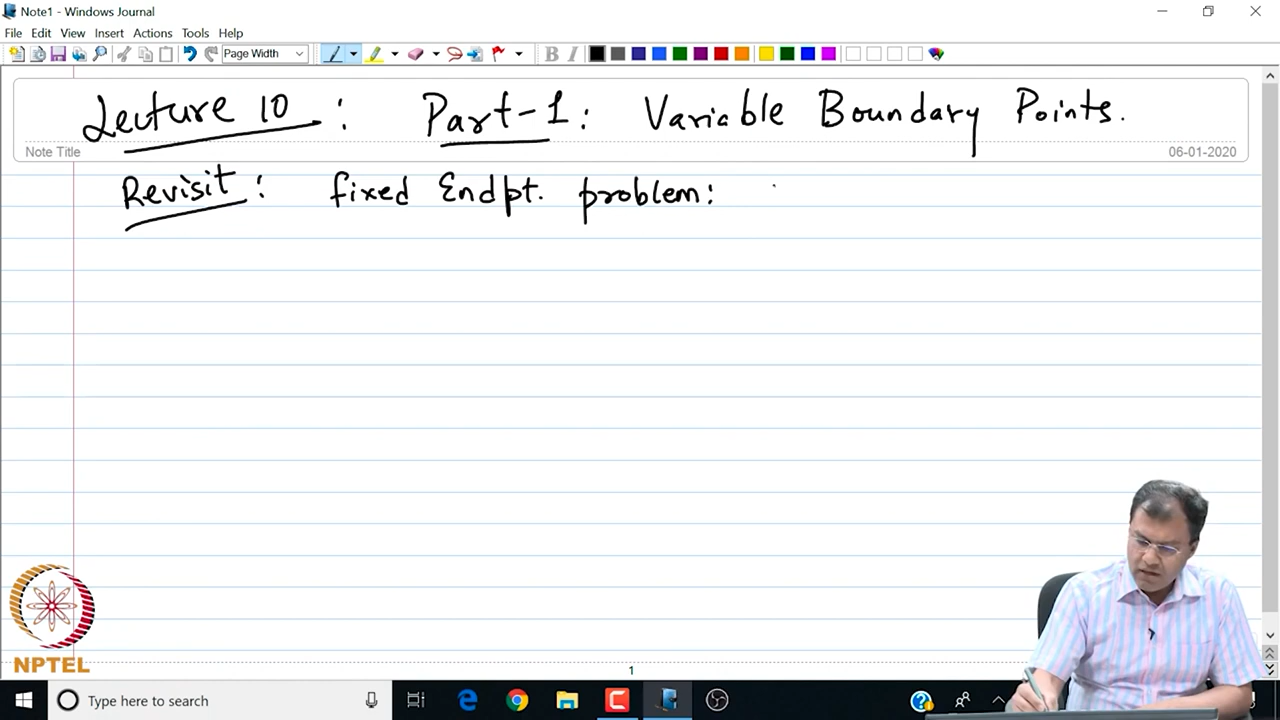 Note1 - Windows Journal
File Edit View Insert Actions Tools Help
Page Width B I
Lecture 10 : Part-1 : Variable Boundary Points.
Note Title 06-01-2020
Revisit : fixed Endpt. problem :
NPTEL
1
Type here to search